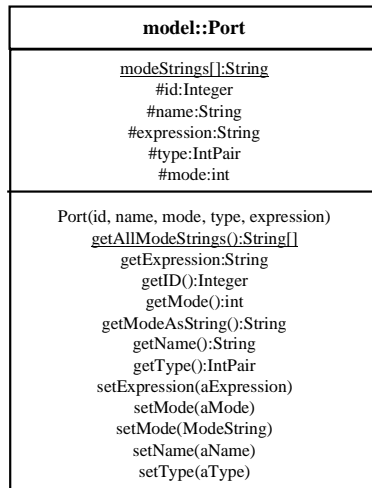 model::Port
modeStrings[]:String
#id:Integer
#name:String
#expression:String
#type:IntPair
#mode:int
Port(id, name, mode, type, expression)
getAllModeStrings():String[]
getExpression:String
getID():Integer
getMode():int
getModeAsString():String
getName():String
getType():IntPair
setExpression(aExpression)
setMode(aMode)
setMode(ModeString)
setName(aName)
setType(aType)